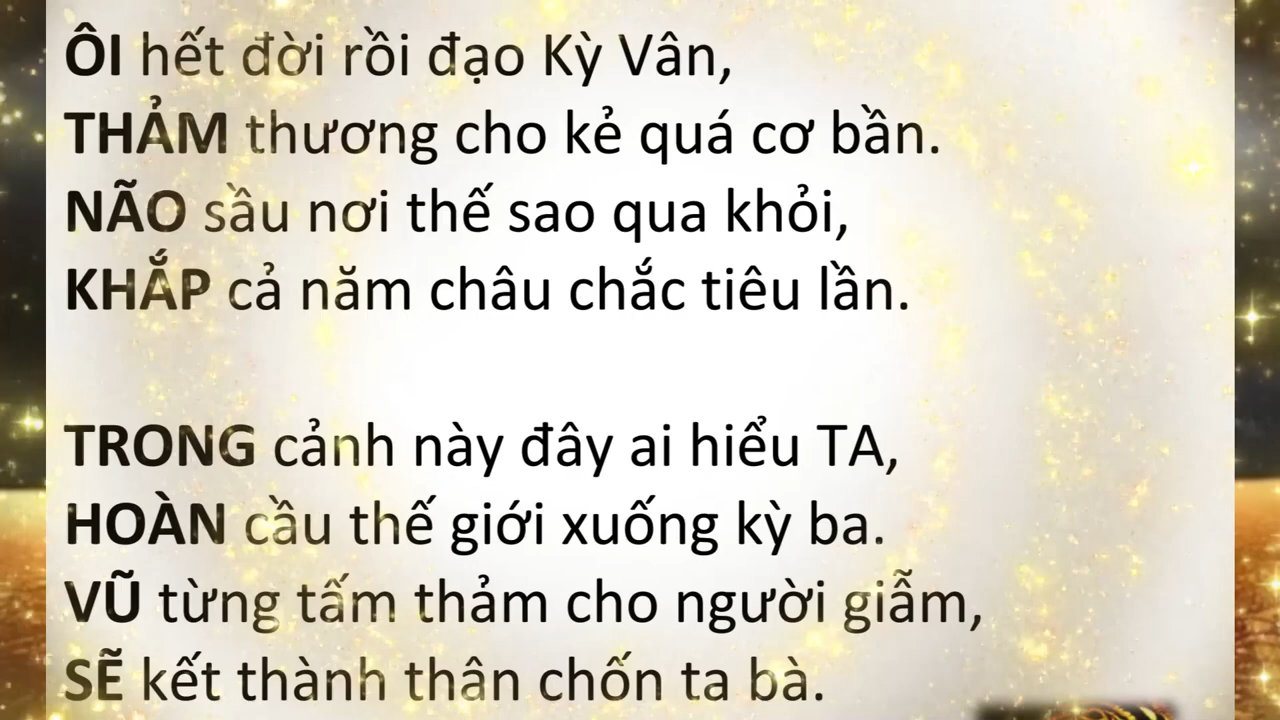 ÔI hết đời rồi đạo Kỳ Vân,
THẢM thương cho kẻ quá cơ bần.
NÃO sầu nơi thế sao qua khỏi,
KHẮP cả năm châu chắc tiêu lần.
TRONG cảnh này đây ai hiểu TA,
HOÀN cầu thế giới xuống kỳ ba.
VŨ từng tấm thảm cho người giẫm,
SẼ kết thành thân chốn ta bà.